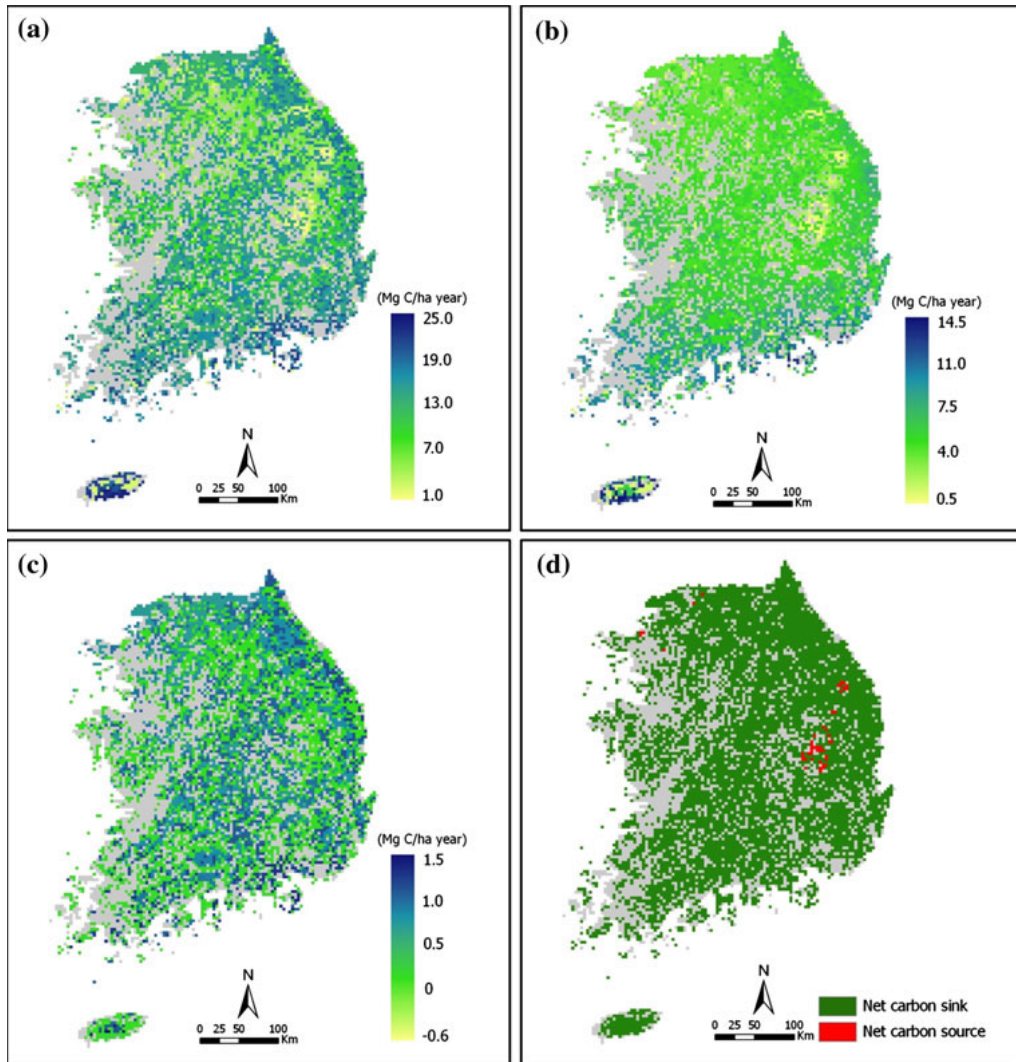 (a)
(Mg C/ha year)
25.0
19.0
13.0
7.0
1.0
N
0 25 50 100
Km
(b)
(Mg C/ha year)
14.5
11.0
7.5
4.0
0.5
N
0 25 50 100
Km
(c)
(Mg C/ha year)
1.5
1.0
0.5
0
-0.6
N
0 25 50 100
Km
(d)
N
0 25 50 100
Km
Net carbon sink
Net carbon source